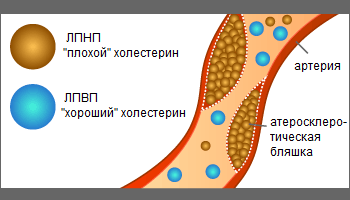 ЛПНП
"плохой" холестерин
ЛПВП
"хороший" холестерин
артерия
атеросклеро-
тическая
бляшка